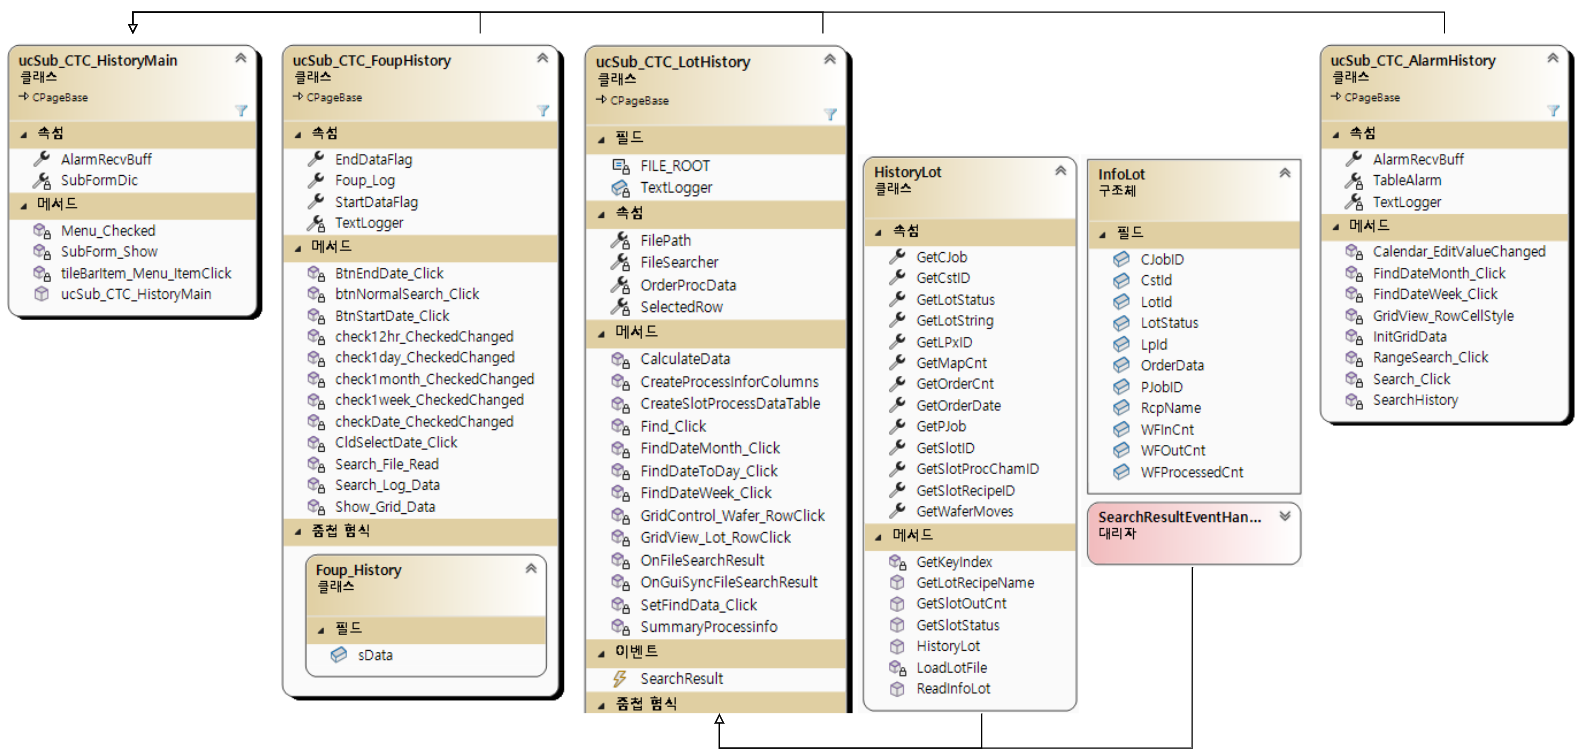 ucSub_CTC_HistoryMain
클래스
CPageBase
속성
AlarmRecvBuff
SubFormDic
메서드
Menu_Checked
SubForm_Show
tileBarItem_Menu_ItemClick
ucSub_CTC_HistoryMain
ucSub_CTC_FoupHistory
클래스
CPageBase
속성
EndDataFlag
Foup_Log
StartDataFlag
TextLogger
메서드
BtnEndDate_Click
btnNormalSearch_Click
BtnStartDate_Click
check12hr_CheckedChanged
check1day_CheckedChanged
check1month_CheckedChanged
check1week_CheckedChanged
checkDate_CheckedChanged
CldSelectDate_Click
Search_File_Read
Search_Log_Data
Show_Grid_Data
중첩 형식
Foup_History
클래스
필드
sData
ucSub_CTC_LotHistory
클래스
CPageBase
필드
FILE_ROOT
TextLogger
속성
FilePath
FileSearcher
OrderProcData
SelectedRow
메서드
CalculateData
CreateProcessInforColumns
CreateSlotProcessDataTable
Find_Click
FindDateMonth_Click
FindDateToDay_Click
FindDateWeek_Click
GridControl_Wafer_RowClick
GridView_Lot_RowClick
OnFileSearchResult
OnGuiSyncFileSearchResult
SetFindData_Click
SummaryProcessinfo
이벤트
SearchResult
중첩 형식
HistoryLot
클래스
속성
GetCJob
GetCstID
GetLotStatus
GetLotString
GetLPxID
GetMapCnt
GetOrderCnt
GetOrderDate
GetPJob
GetSlotID
GetSlotProcChamID
GetSlotRecipeID
GetWaferMoves
메서드
GetKeyIndex
GetLotRecipeName
GetSlotOutCnt
GetSlotStatus
HistoryLot
LoadLotFile
ReadInfoLot
InfoLot
구조체
필드
CJobID
CstId
LotId
LotStatus
LpId
OrderData
PJobID
RcpName
WFInCnt
WFOutCnt
WFProcessedCnt
SearchResultEventHan...
대리자
ucSub_CTC_AlarmHistory
클래스
CPageBase
속성
AlarmRecvBuff
TableAlarm
TextLogger
메서드
Calendar_EditValueChanged
FindDateMonth_Click
FindDateWeek_Click
GridView_RowCellStyle
InitGridData
RangeSearch_Click
Search_Click
SearchHistory